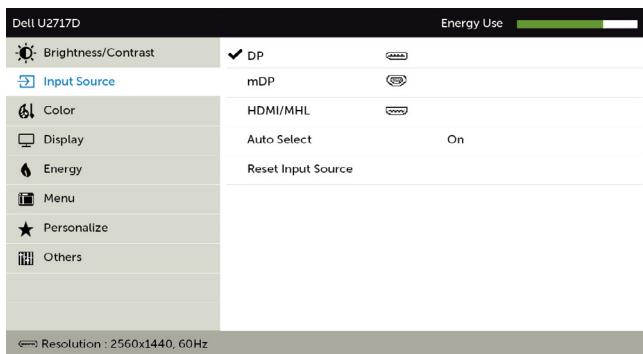 Dell U2717D Energy Use
Brightness/Contrast
Input Source
Color
Display
Energy
Menu
Personalize
Others
DP
mDP
HDMI/MHL
Auto Select On
Reset Input Source
Resolution : 2560x1440, 60Hz